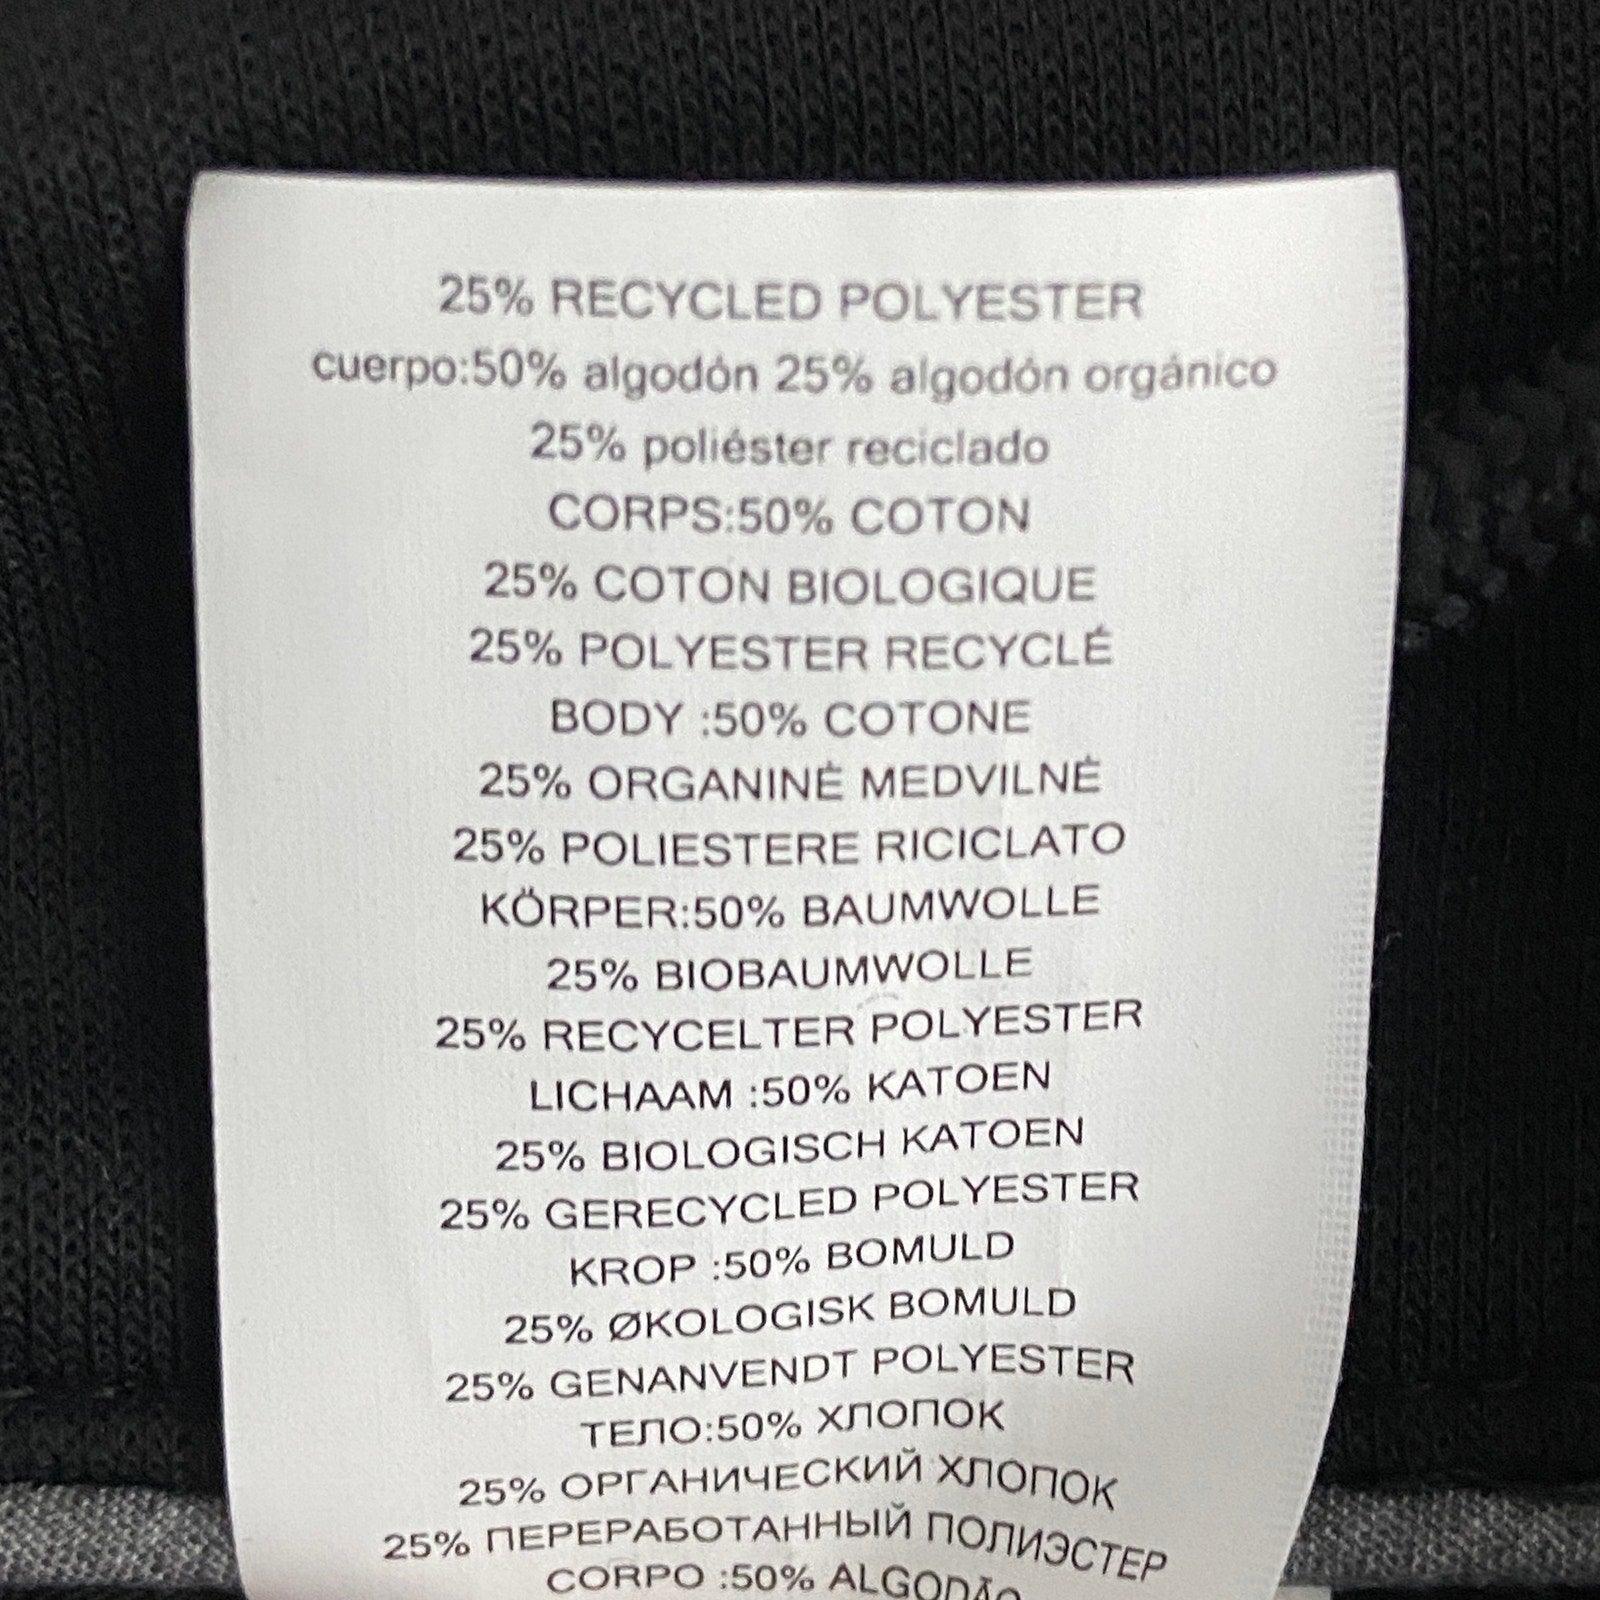 25% RECYCLED POLYESTER
cuerpo:50% algodón 25% algodón orgánico
25% poliéster reciclado
CORPS:50% COTON
25% COTON BIOLOGIQUE
25% POLYESTER RECYCLÉ
BODY :50% COTONE
25% ORGANINĖ MEDVILNĖ
25% POLIESTERE RICICLATO
KÖRPER:50% BAUMWOLLE
25% BIOBAUMWOLLE
25% RECYCELTER POLYESTER
LICHAAM :50% KATOEN
25% BIOLOGISCH KATOEN
25% GERECYCLED POLYESTER
KROP :50% BOMULD
25% ØKOLOGISK BOMULD
25% GENANVENDT POLYESTER
ТЕЛО:50% ХЛОПОК
25% ОРГАНИЧЕСКИЙ ХЛОПОК
25% ПЕРЕРАБОТАННЫЙ ПОЛИЭСТЕР
CORPO :50% ALGODÃO